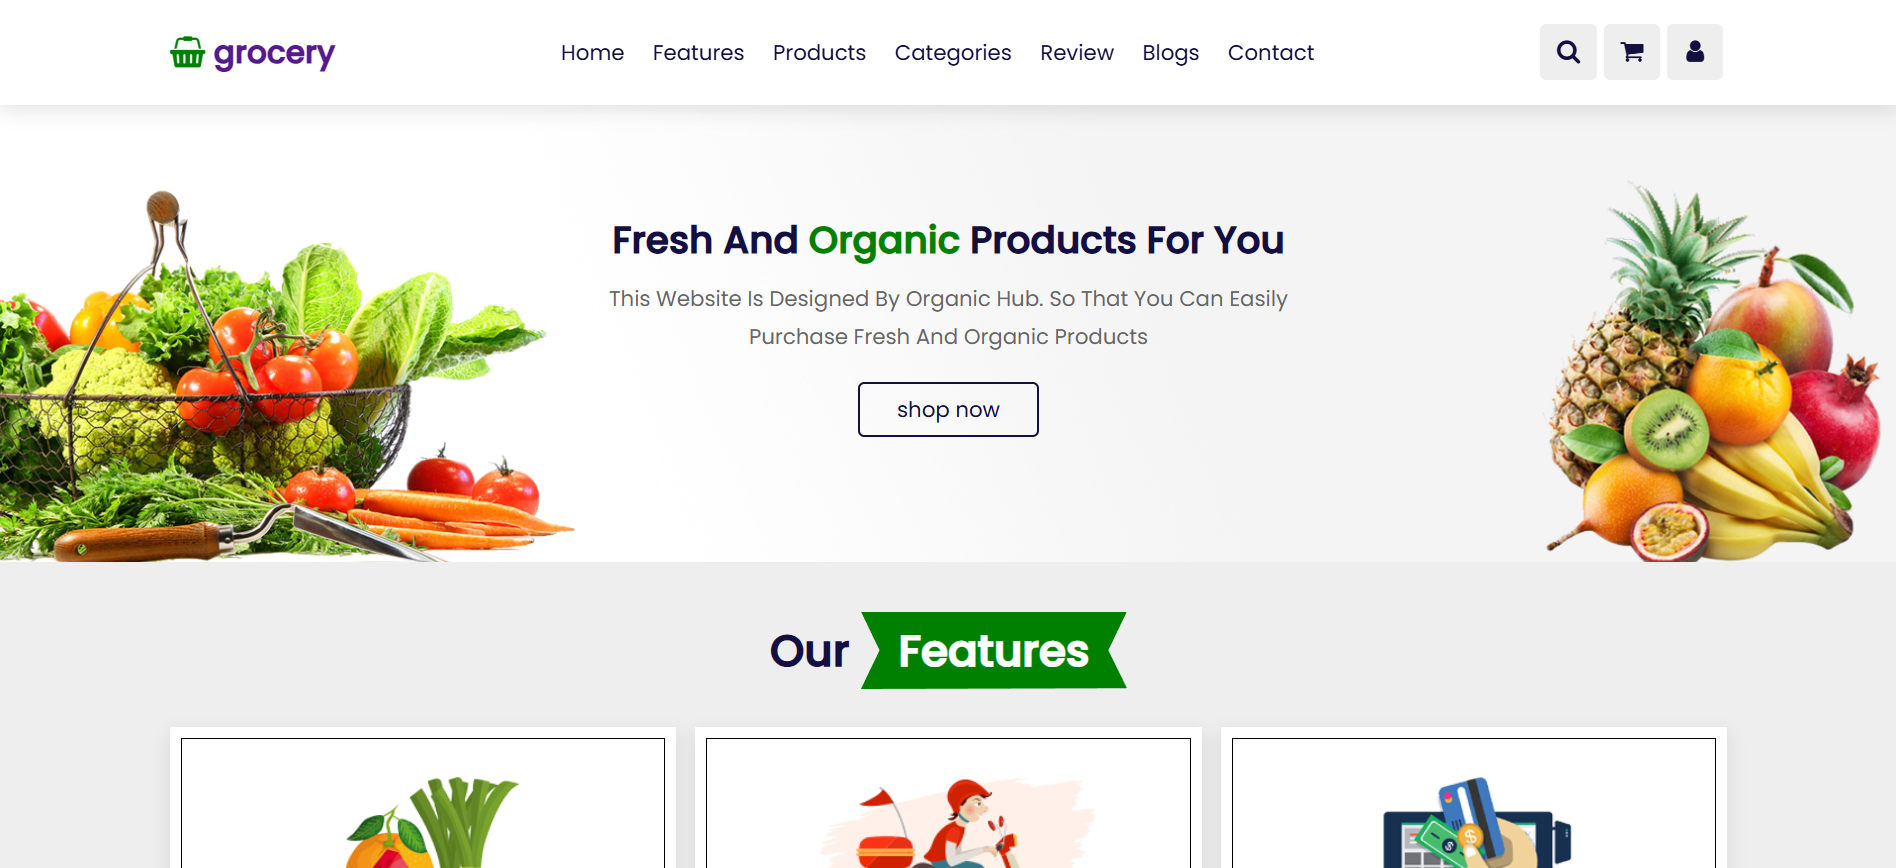 grocery
Home Features Products Categories Review Blogs Contact
Fresh And Organic Products For You
This Website Is Designed By Organic Hub. So That You Can Easily
Purchase Fresh And Organic Products
shop now
Our Features